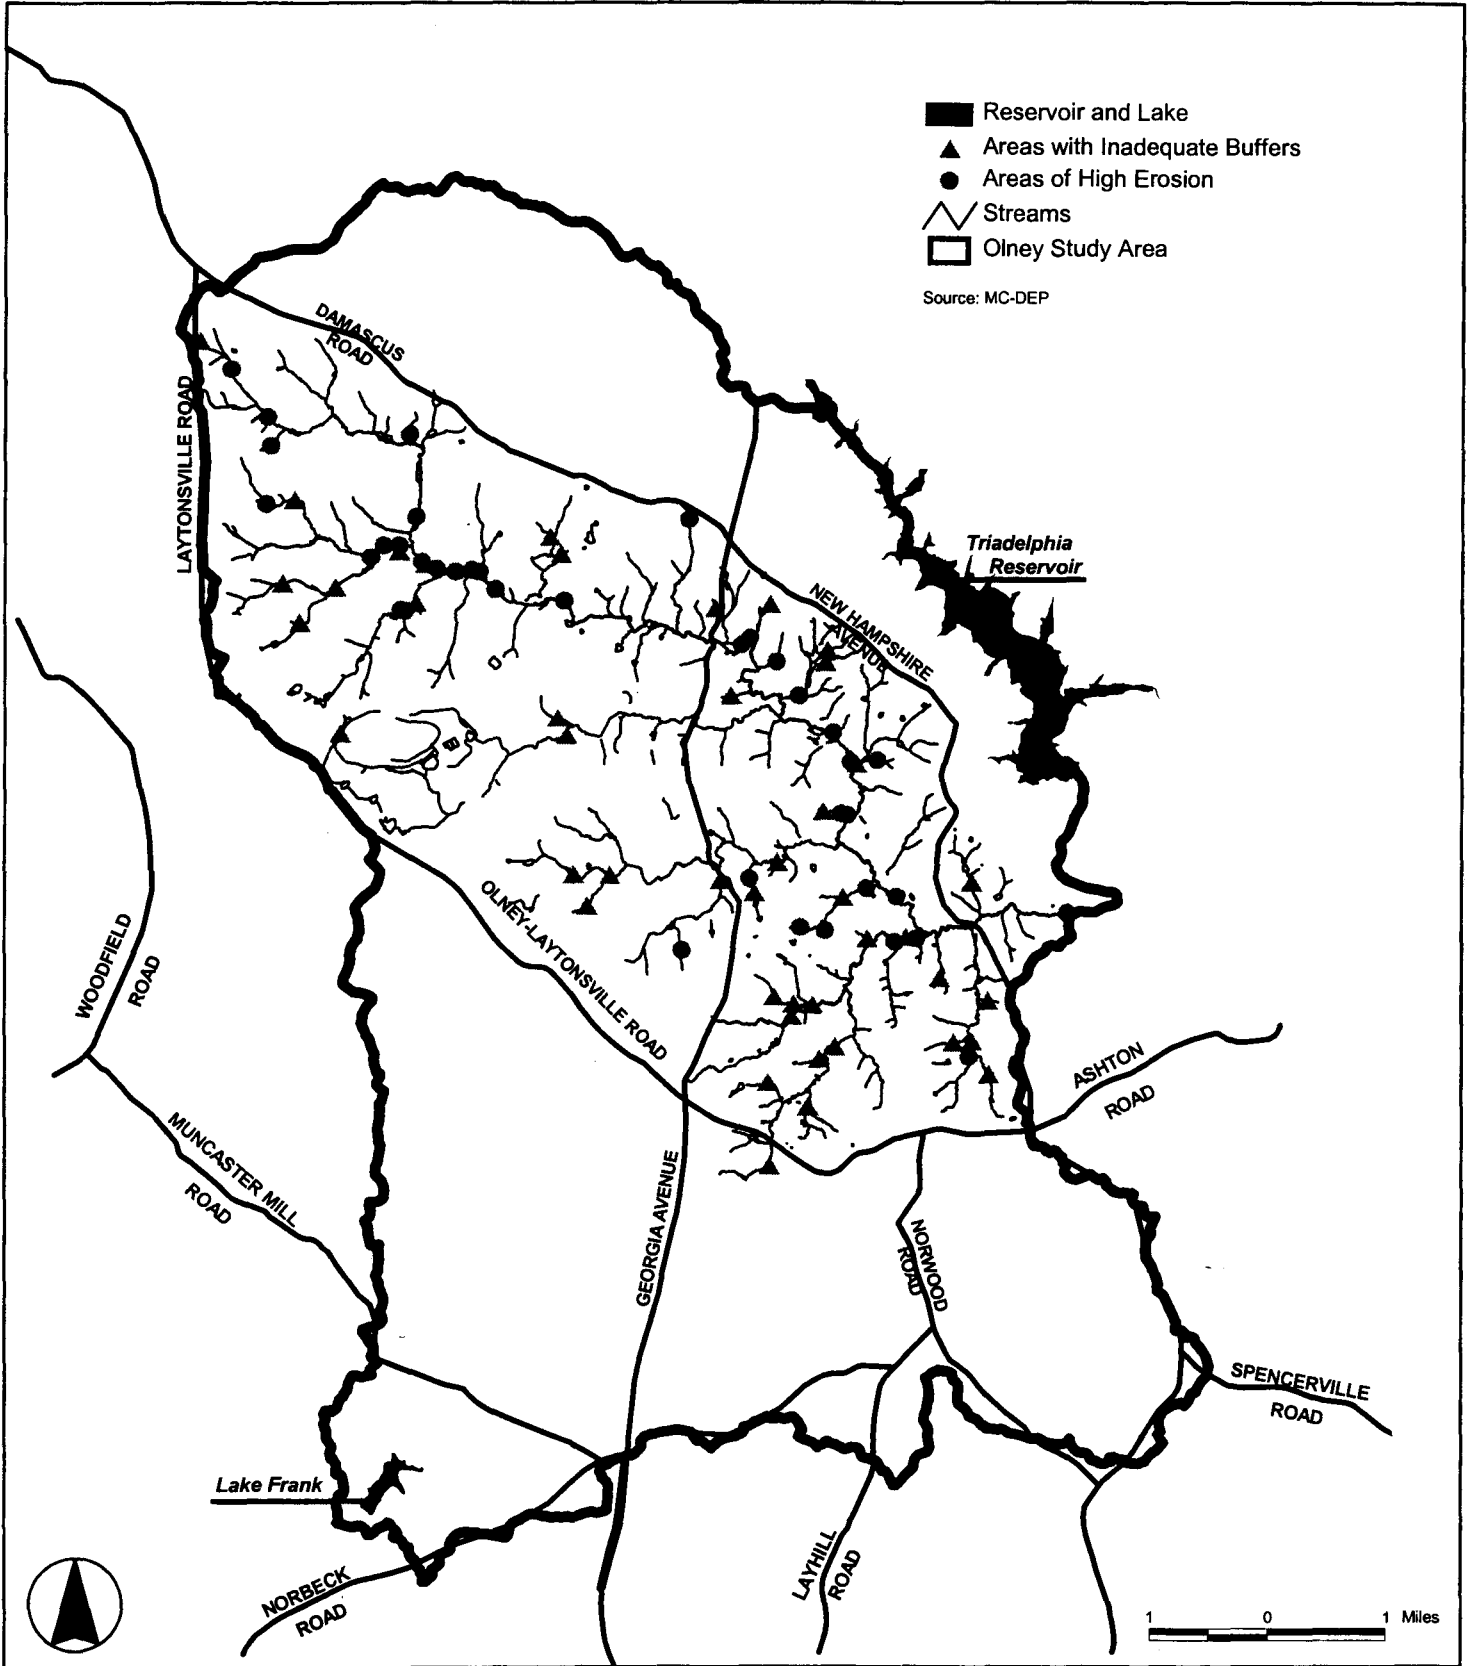 Reservoir and Lake
Areas with Inadequate Buffers
Areas of High Erosion
Streams
Olney Study Area
Source: MC-DEP
DAMASCUS
ROAD
LAYTONSVILLE ROAD
Triadelphia
Reservoir
NEW HAMPSHIRE
AVENUE
OLNEY-LAYTONSVILLE ROAD
WOODFIELD
ROAD
MUNCASTER MILL
ROAD
ASHTON
ROAD
GEORGIA AVENUE
NORWOOD
ROAD
SPENCERVILLE
ROAD
Lake Frank
LAYHILL
ROAD
NORBECK
ROAD
1 0 1 Miles